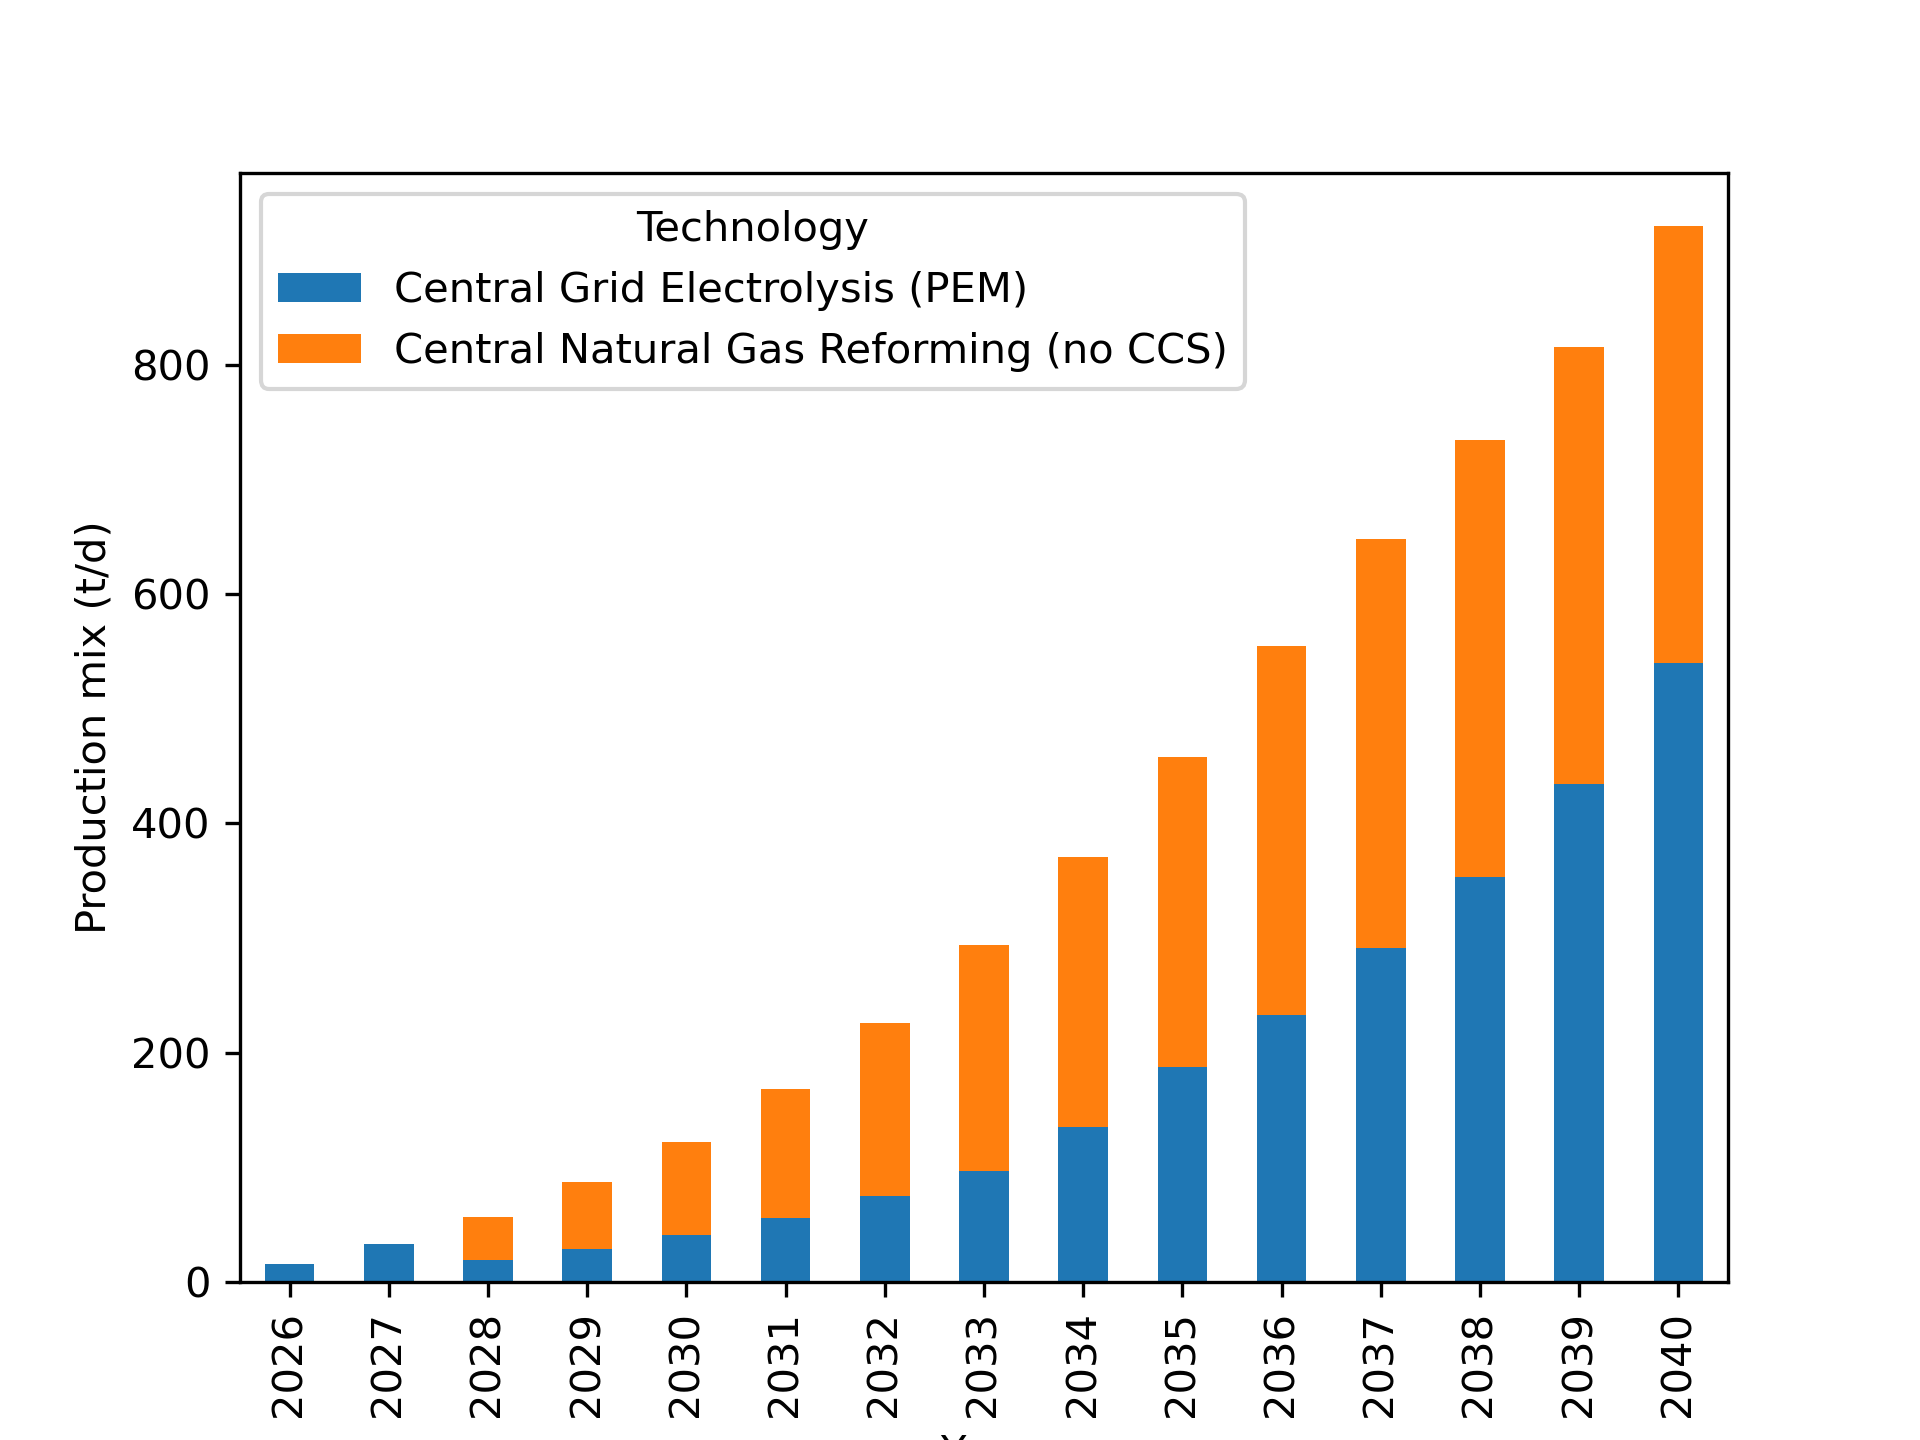 Technology
Central Grid Electrolysis (PEM)
Central Natural Gas Reforming (no CCS)
Production mix (t/d)
800
600
400
200
0
2026 2027 2028 2029 2030 2031 2032 2033 2034 2035 2036 2037 2038 2039 2040